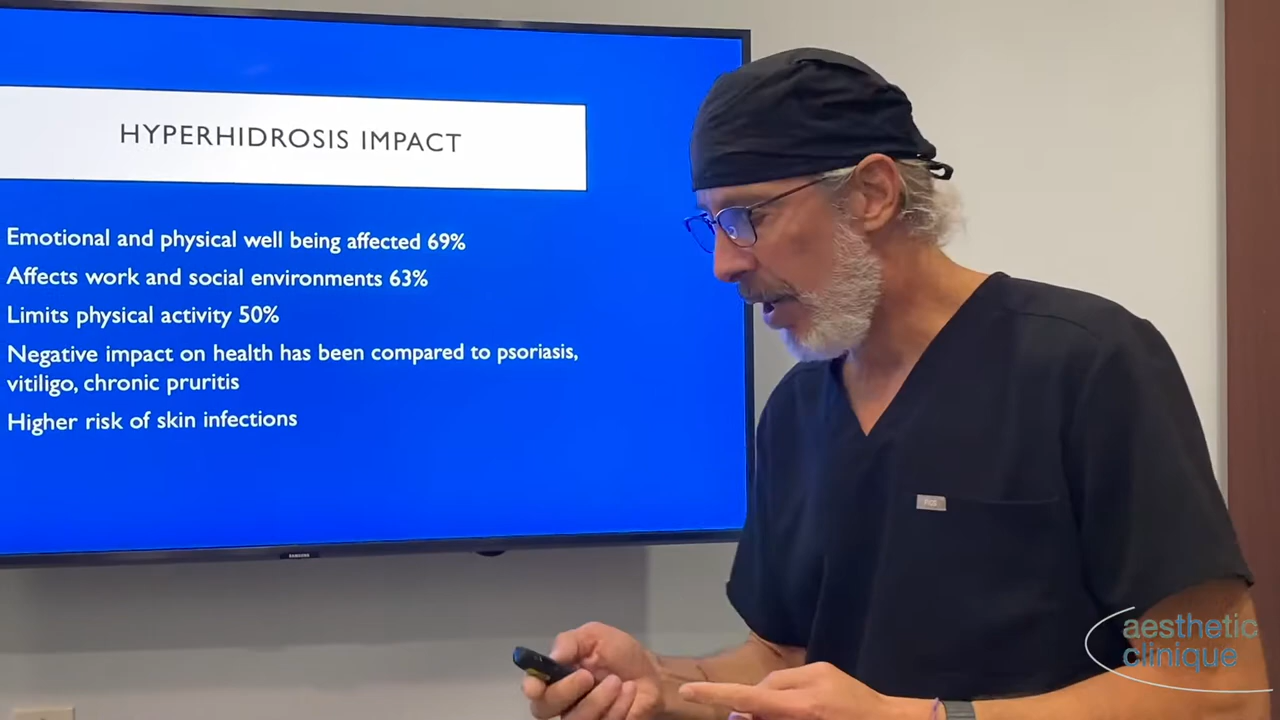 HYPERHIDROSIS IMPACT
Emotional and physical well being affected 69%
Affects work and social environments 63%
Limits physical activity 50%
Negative impact on health has been compared to psoriasis,
vitiligo, chronic pruritis
Higher risk of skin infections
SAMSUNG
FIGS
aesthetic
clinique